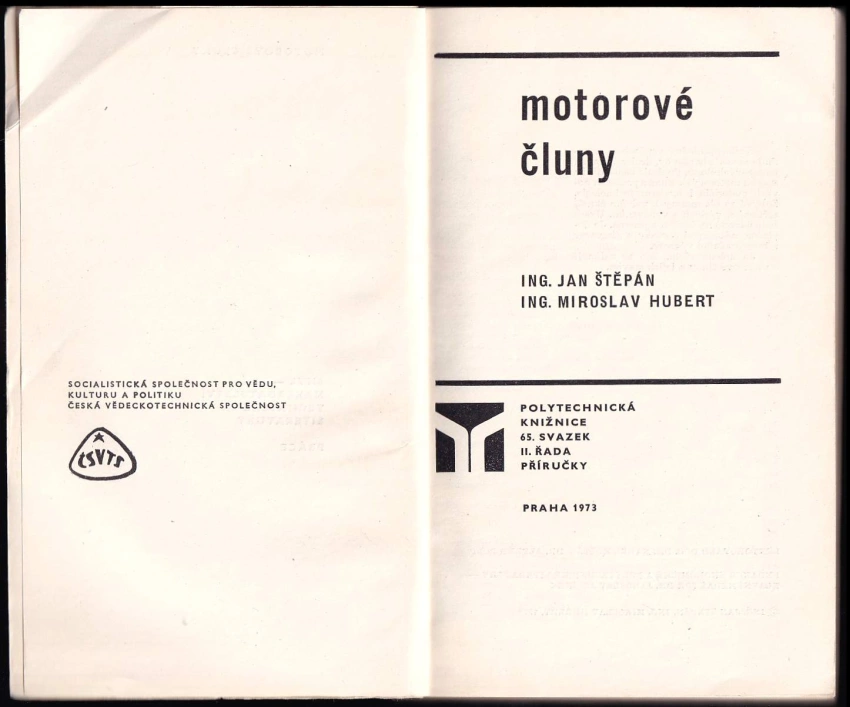 SOCIALISTICKÁ SPOLEČNOST PRO VĚDU,
KULTURU A POLITIKU
ČESKÁ VĚDECKOTECHNICKÁ SPOLEČNOST
ČSVTS
motorové
čluny
ING. JAN ŠTĚPÁN
ING. MIROSLAV HUBERT
POLYTECHNICKÁ
KNIŽNICE
65. SVAZEK
II. ŘADA
PŘÍRUČKY
PRAHA 1973